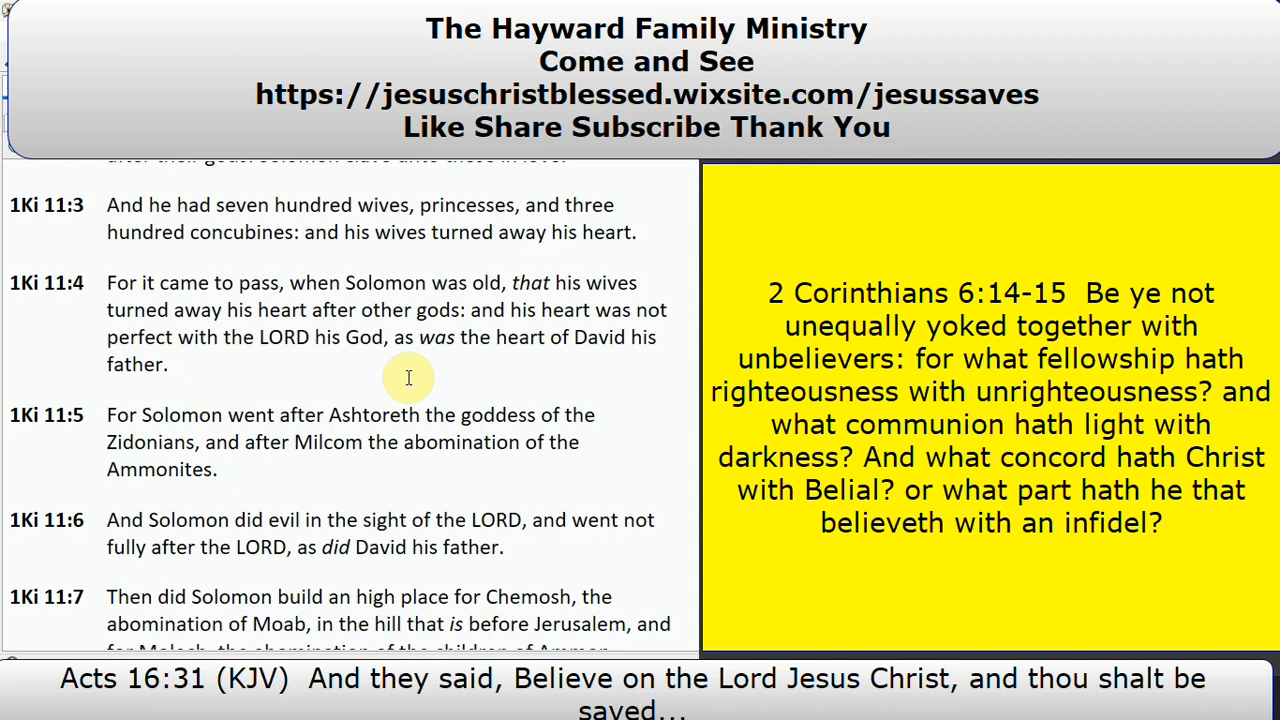 The Hayward Family Ministry
Come and See
https://jesuschristblessed.wixsite.com/jesussaves
Like Share Subscribe Thank You
1Ki 11:3 And he had seven hundred wives, princesses, and three
hundred concubines: and his wives turned away his heart.
1Ki 11:4 For it came to pass, when Solomon was old, that his wives
turned away his heart after other gods: and his heart was not
perfect with the LORD his God, as was the heart of David his
father.
1Ki 11:5 For Solomon went after Ashtoreth the goddess of the
Zidonians, and after Milcom the abomination of the
Ammonites.
1Ki 11:6 And Solomon did evil in the sight of the LORD, and went not
fully after the LORD, as did David his father.
1Ki 11:7 Then did Solomon build an high place for Chemosh, the
abomination of Moab, in the hill that is before Jerusalem, and
for Molech, the abomination of the children of Ammon
2 Corinthians 6:14-15 Be ye not
unequally yoked together with
unbelievers: for what fellowship hath
righteousness with unrighteousness? and
what communion hath light with
darkness? And what concord hath Christ
with Belial? or what part hath he that
believeth with an infidel?
Acts 16:31 (KJV) And they said, Believe on the Lord Jesus Christ, and thou shalt be
saved...